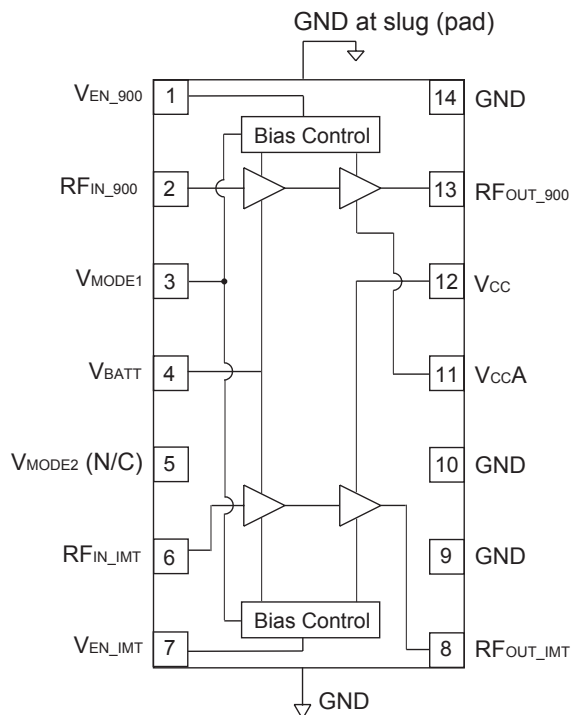 GND at slug (pad)
VEN_900 1
14 GND
Bias Control
RFIN_900 2
13 RFOUT_900
VMODE1 3
12 VCC
VBATT 4
11 VCCA
VMODE2 (N/C) 5
10 GND
RFIN_IMT 6
9 GND
Bias Control
VEN_IMT 7
8 RFOUT_IMT
GND